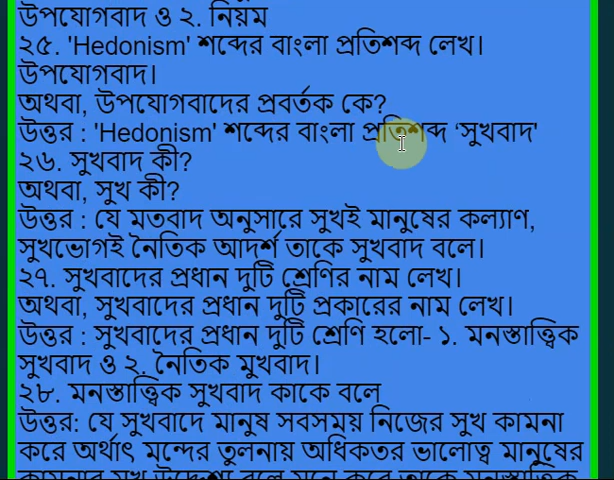 উপযোগবাদ ও ২. নিয়ম
২৫. 'Hedonism' শব্দের বাংলা প্রতিশব্দ লেখ।
উপযোগবাদ।
অথবা, উপযোগবাদের প্রবর্তক কে?
উত্তর : 'Hedonism' শব্দের বাংলা প্রতিশব্দ ‘সুখবাদ'
২৬. সুখবাদ কী?
অথবা, সুখ কী?
উত্তর : যে মতবাদ অনুসারে সুখই মানুষের কল্যাণ,
সুখভোগই নৈতিক আদর্শ তাকে সুখবাদ বলে।
২৭. সুখবাদের প্রধান দুটি শ্রেণির নাম লেখ।
অথবা, সুখবাদের প্রধান দুটি প্রকারের নাম লেখ।
উত্তর : সুখবাদের প্রধান দুটি শ্রেণি হলো- ১. মনস্তাত্ত্বিক
সুখবাদ ও ২. নৈতিক মুখবাদ।
২৮. মনস্তাত্ত্বিক সুখবাদ কাকে বলে
উত্তর: যে সুখবাদে মানুষ সবসময় নিজের সুখ কামনা
করে অর্থাৎ মন্দের তুলনায় অধিকতর ভালোত্ব মানুষের